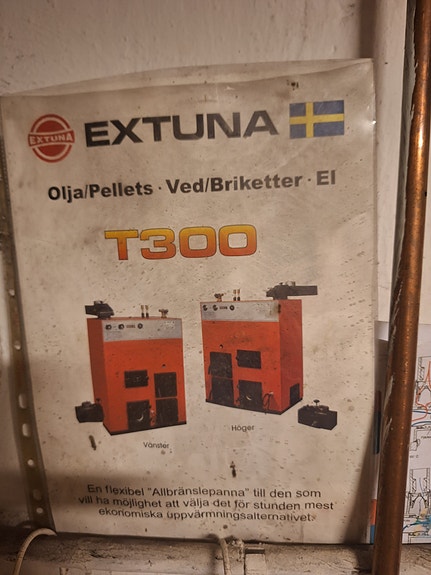 EXTUNA
EXTUNA
Olja/Pellets · Ved/Briketter · El
T300
Vänster
Höger
En flexibel "Allbränslepanna" till den som
vill ha möjlighet att välja det för stunden mest
ekonomiska uppvärmningsalternativet.